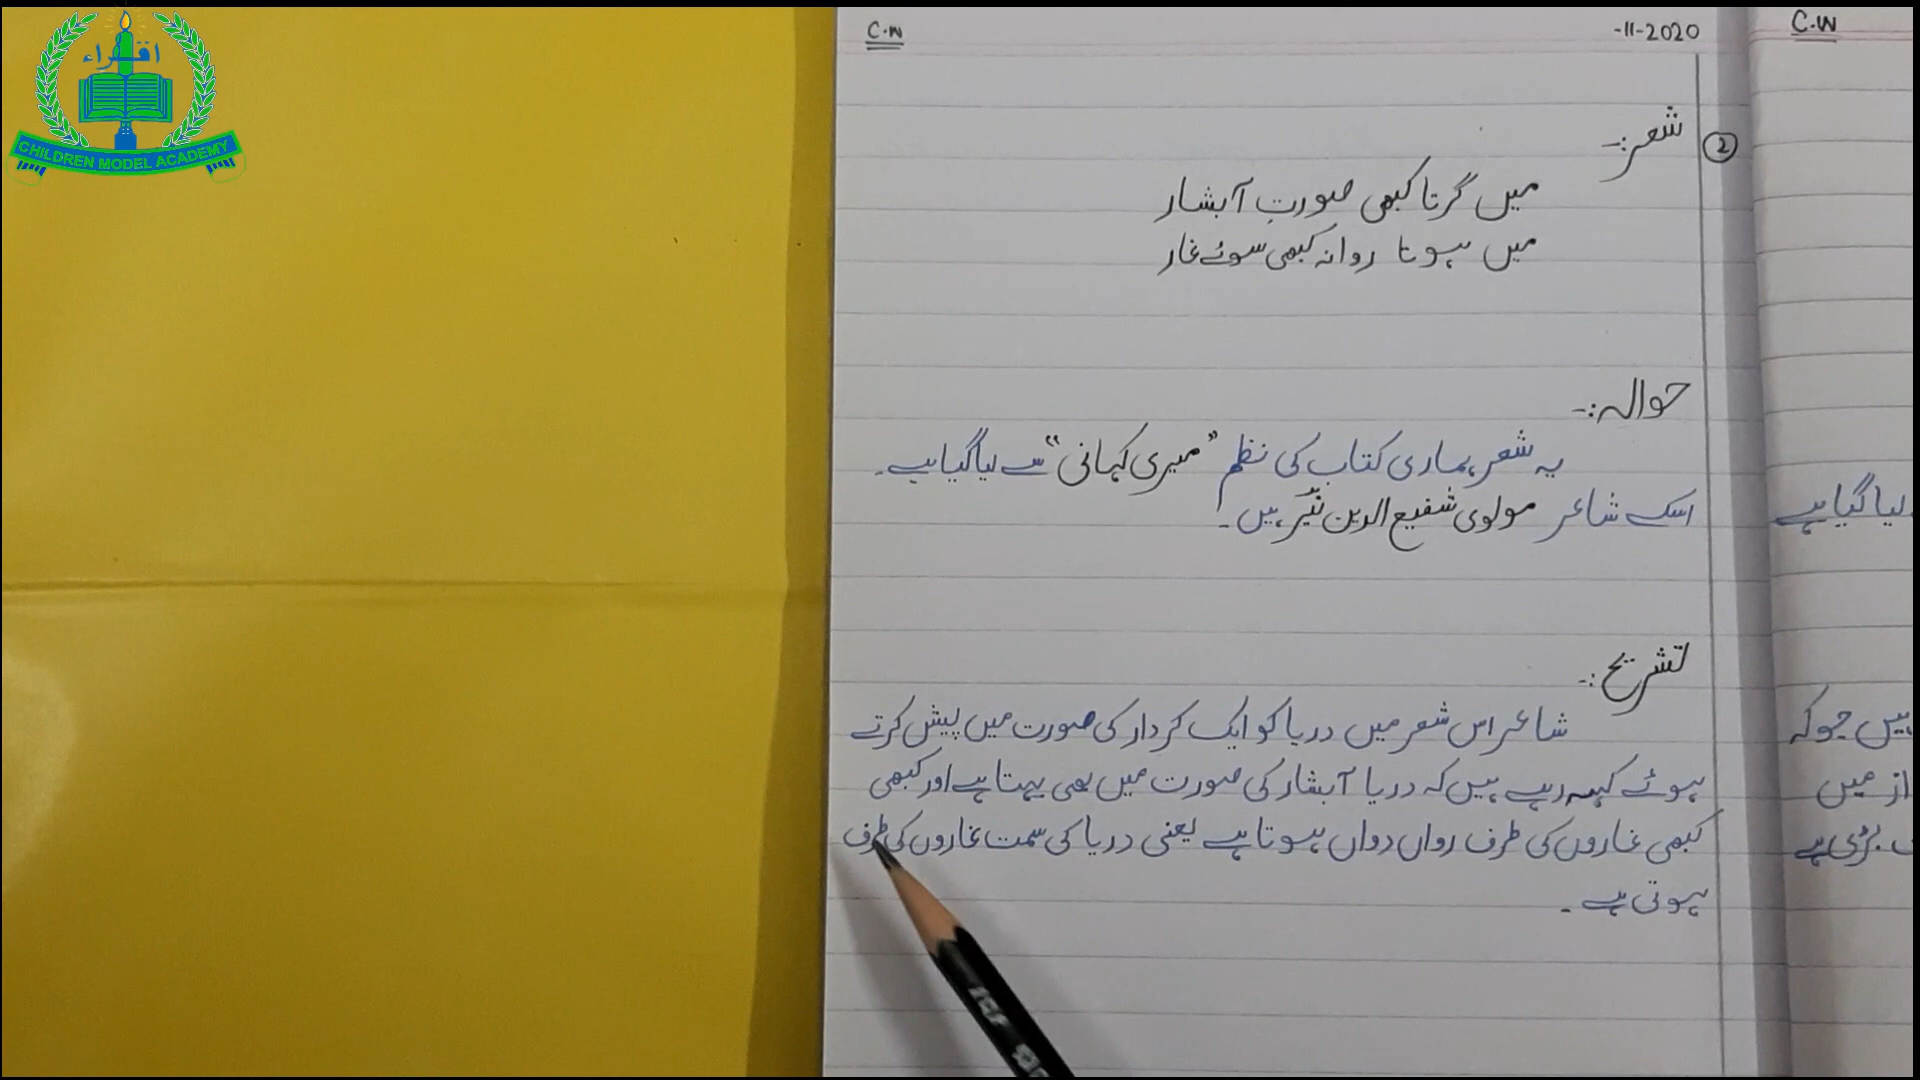 اقراء
CHILDREN MODEL ACADEMY
C.W
-11-2020
C.W
② شعر:-
میں گرتا کبھی صورتِ آبشار
میں ہوتا روانہ کبھی سوئے غار
حوالہ:-
یہ شعر ہماری کتاب کی نظم "میری کہانی" سے لیا گیا ہے۔
اسکے شاعر مولوی شفیع الدین نیّر ہیں۔
تشریح:-
شاعر اس شعر میں دریا کو ایک کردار کی صورت میں پیش کرتے
ہوئے کہہ رہے ہیں کہ دریا آبشار کی صورت میں بھی بہتا ہے اور کبھی
کبھی غاروں کی طرف رواں دواں ہوتا ہے یعنی دریا کی سمت غاروں کی طرف
ہوتی ہے۔
لیا گیا ہے
ہیں جو کہ
میں
بڑی ہے